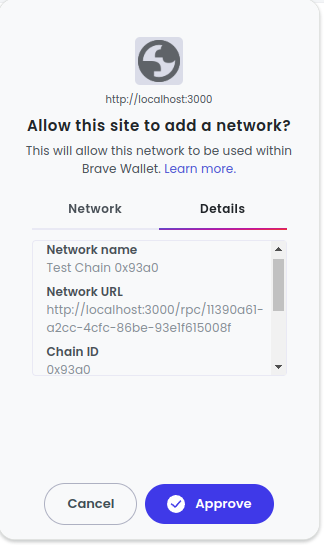 http://localhost:3000
Allow this site to add a network?
This will allow this network to be used within
Brave Wallet. Learn more.
Network
Details
Network name
Test Chain 0x93a0
Network URL
http://localhost:3000/rpc/11390a61-
a2cc-4cfc-86be-93e1f615008f
Chain ID
0x93a0
Cancel
Approve